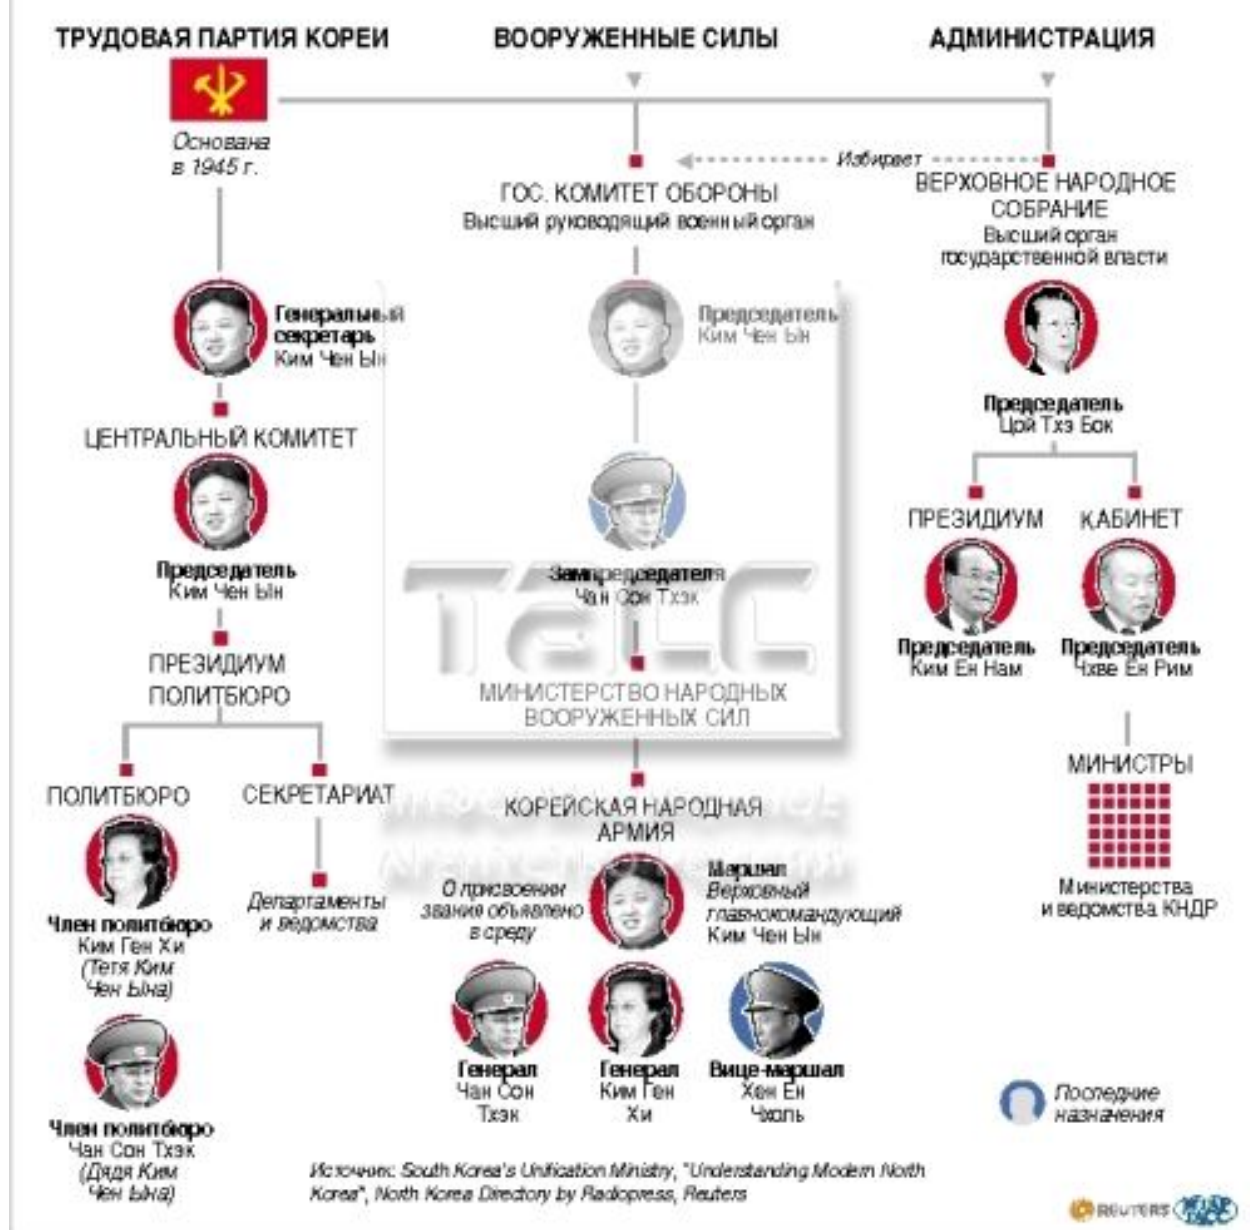 ТРУДОВАЯ ПАРТИЯ КОРЕИ
Основана
в 1945 г.
Генеральный
секретарь
Ким Чен Ын
ЦЕНТРАЛЬНЫЙ КОМИТЕТ
Председатель
Ким Чен Ын
ПРЕЗИДИУМ
ПОЛИТБЮРО
ПОЛИТБЮРО
Член политбюро
Ким Ген Хи
(Тетя Ким
Чен Ына)
Член политбюро
Чан Сон Тхэк
(Дядя Ким
Чен Ына)
СЕКРЕТАРИАТ
Департаменты
и ведомства
ВООРУЖЕННЫЕ СИЛЫ
ГОС. КОМИТЕТ ОБОРОНЫ
Высший руководящий военный орган
Председатель
Ким Чен Ын
Зампредседателя
Чан Сон Тхэк
ТАСС
МИНИСТЕРСТВО НАРОДНЫХ
ВООРУЖЕННЫХ СИЛ
КОРЕЙСКАЯ НАРОДНАЯ
АРМИЯ
О присвоении
звания объявлено
в среду
Маршал
Верховный
главнокомандующий
Ким Чен Ын
Генерал
Чан Сон
Тхэк
Генерал
Ким Ген
Хи
Вице-маршал
Хен Ен
Чхоль
АДМИНИСТРАЦИЯ
Избирает
ВЕРХОВНОЕ НАРОДНОЕ
СОБРАНИЕ
Высший орган
государственной власти
Председатель
Цой Тхэ Бок
ПРЕЗИДИУМ
Председатель
Ким Ен Нам
КАБИНЕТ
Председатель
Чхве Ен Рим
МИНИСТРЫ
Министерства
и ведомства КНДР
Последние
назначения
Источник: South Korea's Unification Ministry, "Understanding Modern North
Korea", North Korea Directory by Radiopress, Reuters
REUTERS